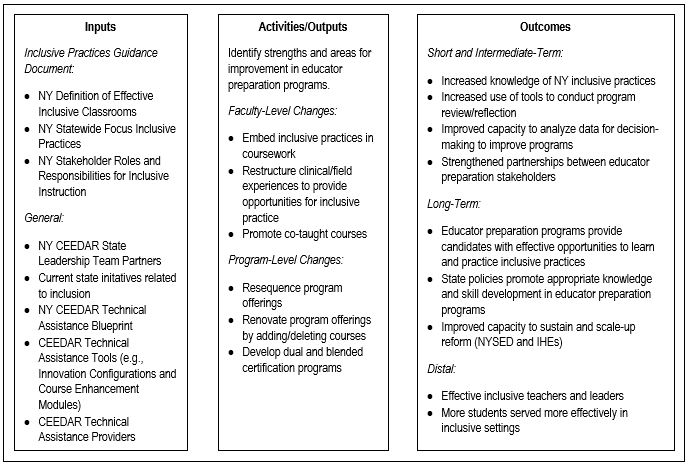 Inputs
Inclusive Practices Guidance
Document:
• NY Definition of Effective
Inclusive Classrooms
• NY Statewide Focus Inclusive
Practices
• NY Stakeholder Roles and
Responsibilities for Inclusive
Instruction
General:
• NY CEEDAR State
Leadership Team Partners
• Current state initatives related
to inclusion
• NY CEEDAR Technical
Assistance Blueprint
• CEEDAR Technical
Assistance Tools (e.g.,
Innovation Configurations and
Course Enhancement
Modules)
• CEEDAR Technical
Assistance Providers
Activities/Outputs
Identify strengths and areas for
improvement in educator
preparation programs.
Faculty-Level Changes:
• Embed inclusive practices in
coursework
• Restructure clinical/field
experiences to provide
opportunities for inclusive
practice
• Promote co-taught courses
Program-Level Changes:
• Resequence program
offerings
• Renovate program offerings
by adding/deleting courses
• Develop dual and blended
certification programs
Outcomes
Short and Intermediate-Term:
• Increased knowledge of NY inclusive practices
• Increased use of tools to conduct program
review/reflection
• Improved capacity to analyze data for decision-
making to improve programs
• Strengthened partnerships between educator
preparation stakeholders
Long-Term:
• Educator preparation programs provide
candidates with effective opportunities to learn
and practice inclusive practices
• State policies promote appropriate knowledge
and skill development in educator preparation
programs
• Improved capacity to sustain and scale-up
reform (NYSED and IHEs)
Distal:
• Effective inclusive teachers and leaders
• More students served more effectively in
inclusive settings